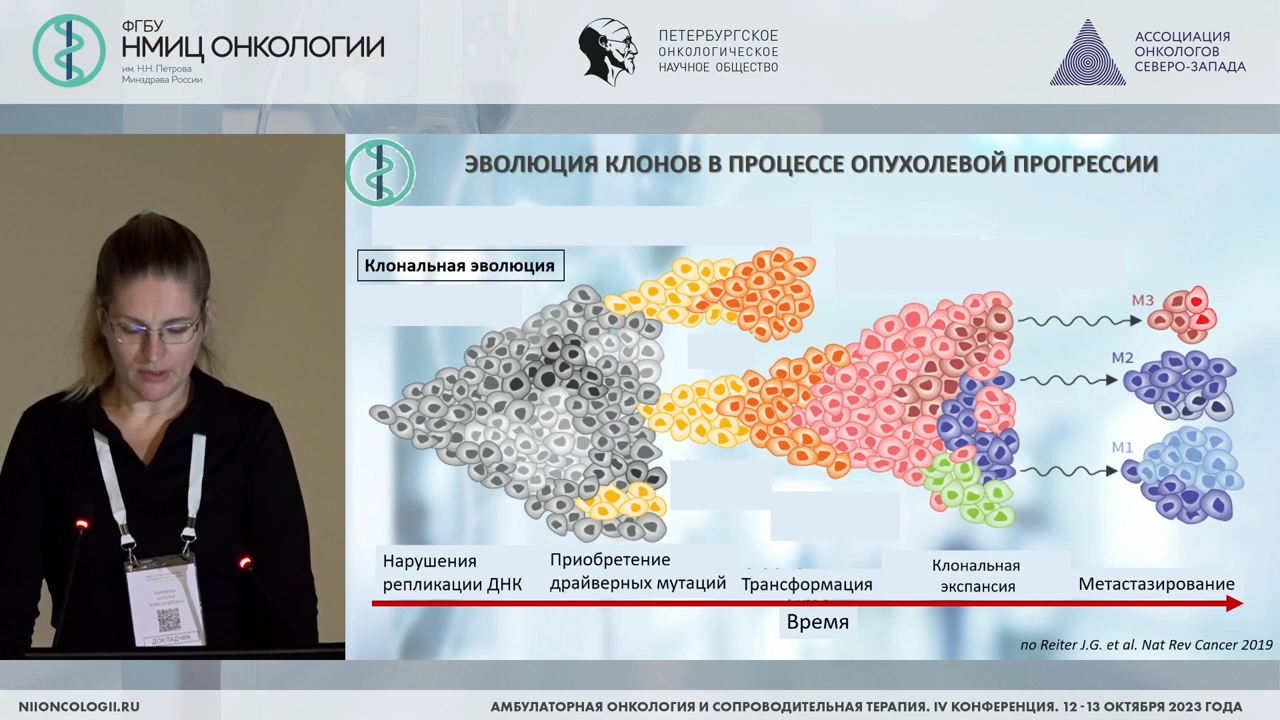 ФГБУ
НМИЦ ОНКОЛОГИИ
им. Н.Н. Петрова
Минздрава России
ПЕТЕРБУРГСКОЕ
ОНКОЛОГИЧЕСКОЕ
НАУЧНОЕ ОБЩЕСТВО
АССОЦИАЦИЯ
ОНКОЛОГОВ
СЕВЕРО-ЗАПАДА
ЭВОЛЮЦИЯ КЛОНОВ В ПРОЦЕССЕ ОПУХОЛЕВОЙ ПРОГРЕССИИ
Клональная эволюция
M3
M2
M1
Нарушения
репликации ДНК
Приобретение
драйверных мутаций
Трансформация
Клональная
экспансия
Метастазирование
Время
по Reiter J.G. et al. Nat Rev Cancer 2019
ДОКЛАДЧИК
NIIONCOLOGII.RU
АМБУЛАТОРНАЯ ОНКОЛОГИЯ И СОПРОВОДИТЕЛЬНАЯ ТЕРАПИЯ. IV КОНФЕРЕНЦИЯ. 12 - 13 ОКТЯБРЯ 2023 ГОДА